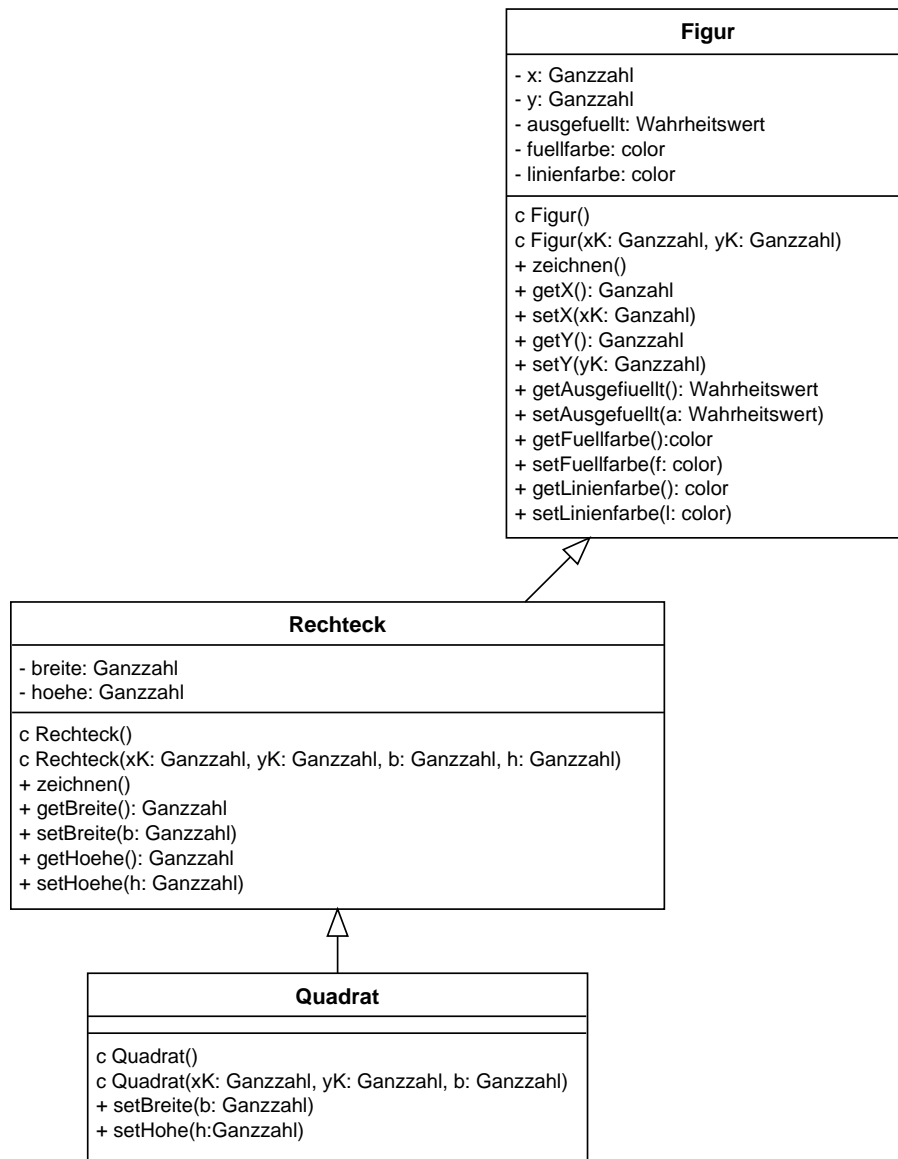 Figur
- x: Ganzzahl
- y: Ganzzahl
- ausgefuellt: Wahrheitswert
- fuellfarbe: color
- linienfarbe: color
c Figur()
c Figur(xK: Ganzzahl, yK: Ganzzahl)
+ zeichnen()
+ getX(): Ganzahl
+ setX(xK: Ganzahl)
+ getY(): Ganzzahl
+ setY(yK: Ganzzahl)
+ getAusgefiuellt(): Wahrheitswert
+ setAusgefuellt(a: Wahrheitswert)
+ getFuellfarbe():color
+ setFuellfarbe(f: color)
+ getLinienfarbe(): color
+ setLinienfarbe(l: color)
Rechteck
- breite: Ganzzahl
- hoehe: Ganzzahl
c Rechteck()
c Rechteck(xK: Ganzzahl, yK: Ganzzahl, b: Ganzzahl, h: Ganzzahl)
+ zeichnen()
+ getBreite(): Ganzzahl
+ setBreite(b: Ganzzahl)
+ getHoehe(): Ganzzahl
+ setHoehe(h: Ganzzahl)
Quadrat
c Quadrat()
c Quadrat(xK: Ganzzahl, yK: Ganzzahl, b: Ganzzahl)
+ setBreite(b: Ganzzahl)
+ setHohe(h:Ganzzahl)